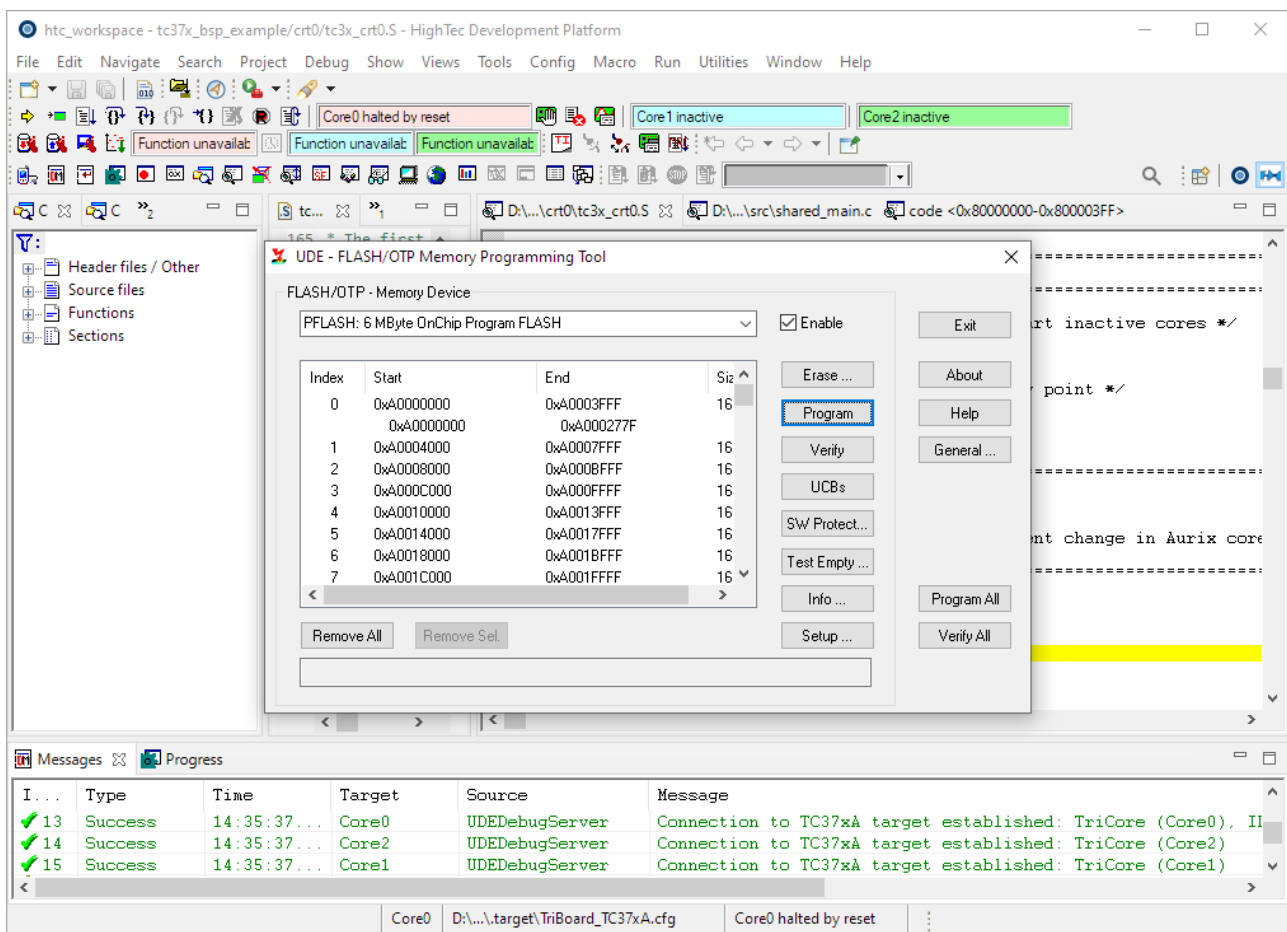 htc_workspace - tc37x_bsp_example/crt0/tc3x_crt0.S - HighTec Development Platform
File Edit Navigate Search Project Debug Show Views Tools Config Macro Run Utilities Window Help
Core0 halted by reset Core1 inactive Core2 inactive
Function unavailab Function unavailab Function unavailab
C C »2 tc... »1 D:\...\crt0\tc3x_crt0.S D:\...\src\shared_main.c code <0x80000000-0x800003FF>
165 * The first
UDE - FLASH/OTP Memory Programming Tool
Header files / Other
Source files
Functions
Sections
FLASH/OTP - Memory Device
PFLASH: 6 MByte OnChip Program FLASH Enable Exit
art inactive cores */
Index Start End Siz Erase ... About
point */
0 0xA0000000 0xA0003FFF 16 Program Help
0xA0000000 0xA000277F
1 0xA0004000 0xA0007FFF 16 Verify General ...
2 0xA0008000 0xA000BFFF 16
3 0xA000C000 0xA000FFFF 16 UCBs
4 0xA0010000 0xA0013FFF 16 SW Protect...
5 0xA0014000 0xA0017FFF 16
ent change in Aurix core
6 0xA0018000 0xA001BFFF 16 Test Empty ...
7 0xA001C000 0xA001FFFF 16
Info ... Program All
Remove All Remove Sel. Setup ... Verify All
Messages Progress
I... Type Time Target Source Message
13 Success 14:35:37... Core0 UDEDebugServer Connection to TC37xA target established: TriCore (Core0), II
14 Success 14:35:37... Core2 UDEDebugServer Connection to TC37xA target established: TriCore (Core2)
15 Success 14:35:37... Core1 UDEDebugServer Connection to TC37xA target established: TriCore (Core1)
Core0 D:\...\.target\TriBoard_TC37xA.cfg Core0 halted by reset